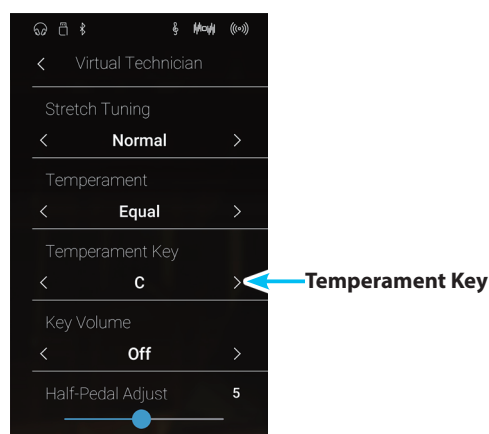 Virtual Technician
Stretch Tuning
Normal
Temperament
Equal
Temperament Key
C
Temperament Key
Key Volume
Off
Half-Pedal Adjust 5